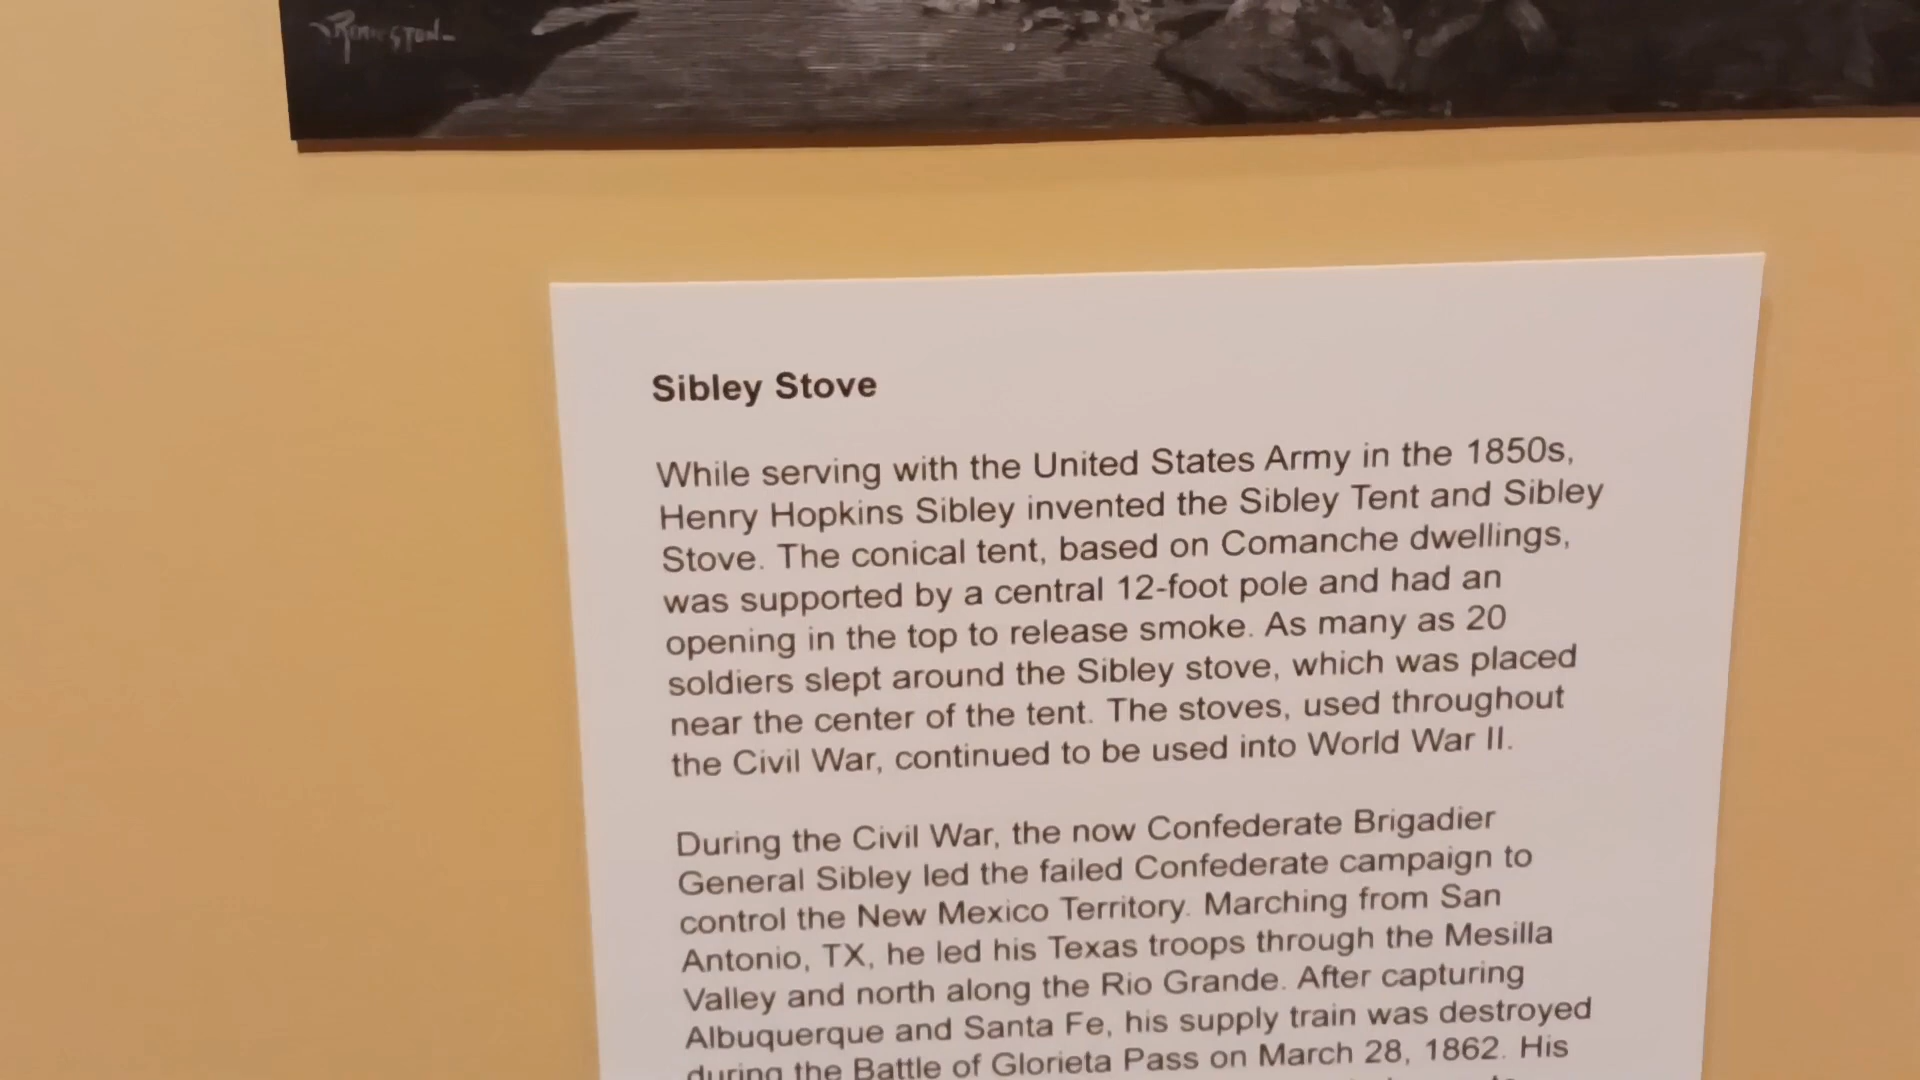 Remington
Sibley Stove
While serving with the United States Army in the 1850s,
Henry Hopkins Sibley invented the Sibley Tent and Sibley
Stove. The conical tent, based on Comanche dwellings,
was supported by a central 12-foot pole and had an
opening in the top to release smoke. As many as 20
soldiers slept around the Sibley stove, which was placed
near the center of the tent. The stoves, used throughout
the Civil War, continued to be used into World War II.
During the Civil War, the now Confederate Brigadier
General Sibley led the failed Confederate campaign to
control the New Mexico Territory. Marching from San
Antonio, TX, he led his Texas troops through the Mesilla
Valley and north along the Rio Grande. After capturing
Albuquerque and Santa Fe, his supply train was destroyed
during the Battle of Glorieta Pass on March 28, 1862. His